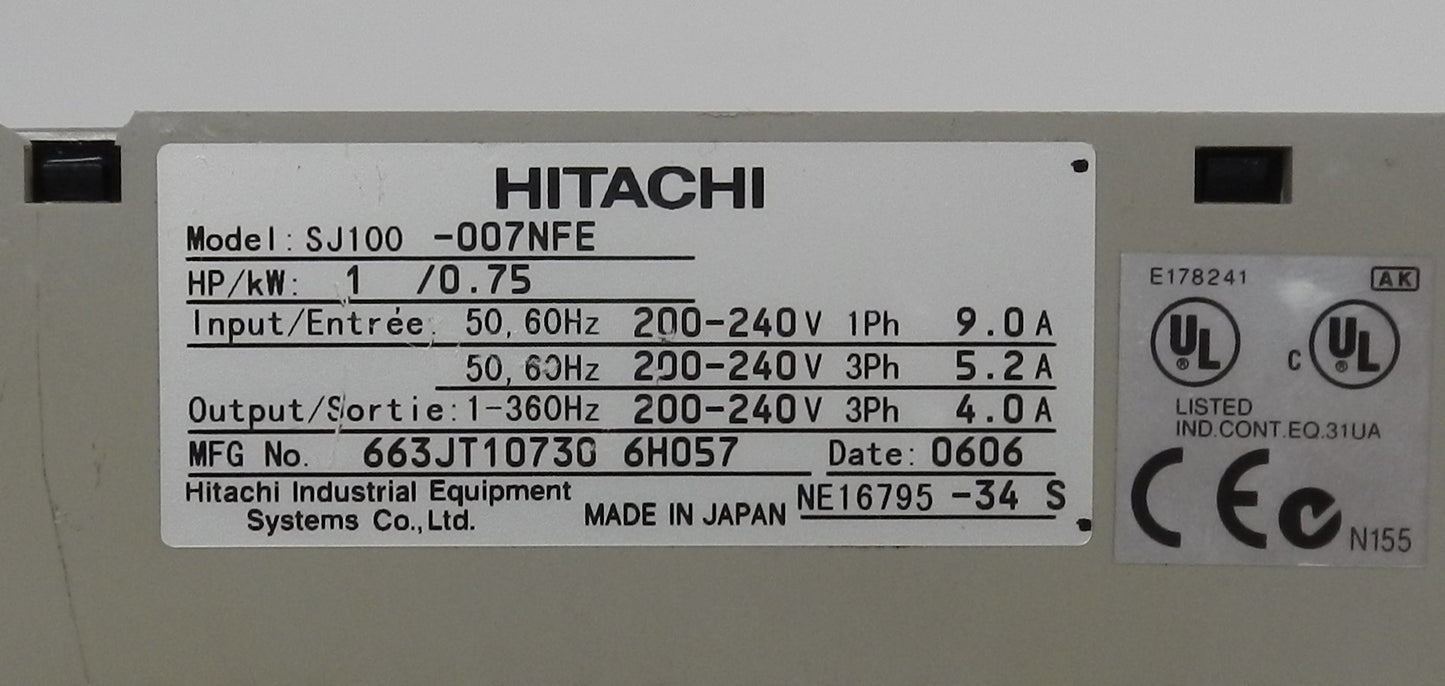 HITACHI
Model: SJ100 -007NFE
HP/kW: 1 /0.75
Input/Entrée: 50,60Hz 200-240V 1Ph 9.0A
50,60Hz 200-240V 3Ph 5.2A
Output/Sortie: 1-360Hz 200-240V 3Ph 4.0A
MFG No. 663JT10730 6H057 Date: 0606
Hitachi Industrial Equipment
Systems Co.,Ltd. MADE IN JAPAN NE16795 -34 S
E178241 AK
UL® c UL®
LISTED
IND.CONT.EQ.31UA
CE N155